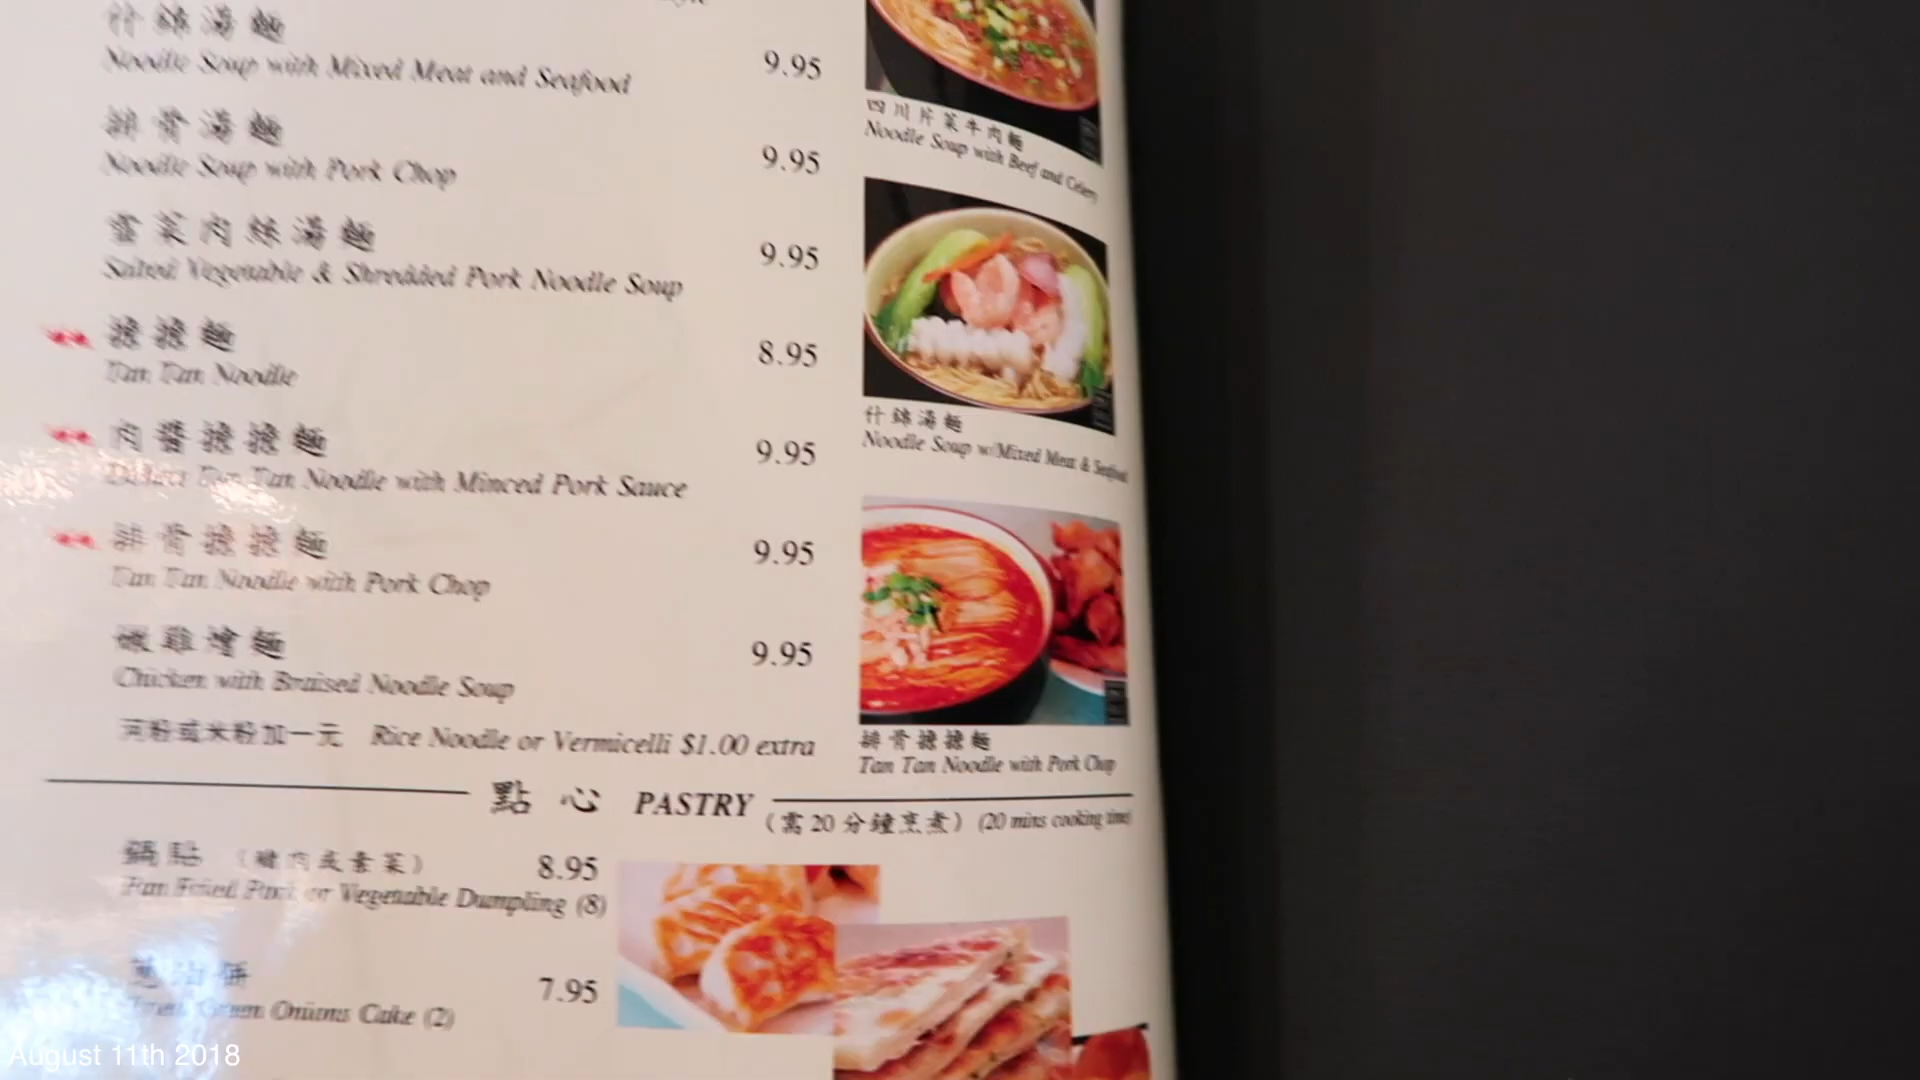 什錦湯麵
Noodle Soup with Mixed Meat and Seafood 9.95
排骨湯麵
Noodle Soup with Pork Chop 9.95
雪菜肉絲湯麵
Salted Vegetable & Shredded Pork Noodle Soup 9.95
擔擔麵
Tan Tan Noodle 8.95
肉醬擔擔麵
Tan Tan Noodle with Minced Pork Sauce 9.95
排骨擔擔麵
Tan Tan Noodle with Pork Chop 9.95
雞燴麵
Chicken with Braised Noodle Soup 9.95
河粉或米粉加一元 Rice Noodle or Vermicelli $1.00 extra
四川片菜牛肉麵
Noodle Soup with Beef and Celery
什錦湯麵
Noodle Soup w/Mixed Meat & Seafood
排骨擔擔麵
Tan Tan Noodle with Pork Chop
點心 PASTRY (需20分鐘烹煮) (20 mins cooking time)
鍋貼 (豬肉或素菜) 8.95
Pan Fried Pork or Vegetable Dumpling (8)
油餅 7.95
Green Onions Cake (2)
August 11th 2018